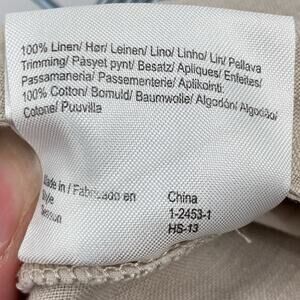 100% Linen/ Hør/ Leinen/ Lino/ Linho/ Lin/ Pellava
Trimming/ Påsyet pynt/ Besatz/ Apliques/ Enfeites/
Passamaneria/ Passementerie/ Aplikointi:
100% Cotton/ Bomuld/ Baumwolle/ Algodón/ Algodão/
Cotone/ Puuvilla
Made in / Fabricado en China
Style 1-2453-1
HS-13